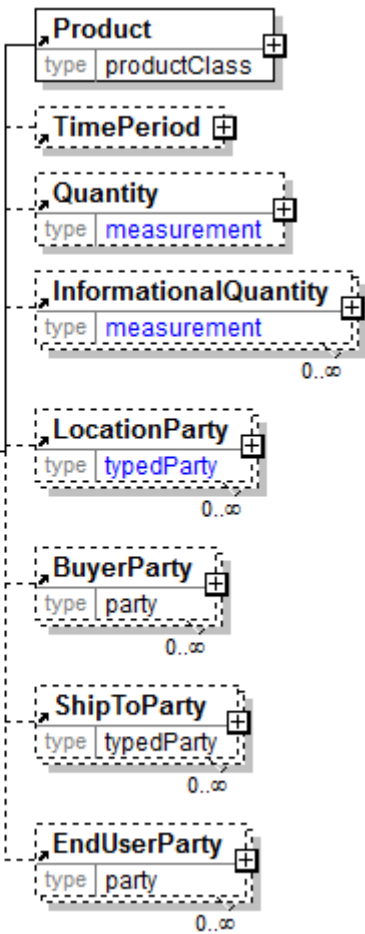 Product
type productClass
TimePeriod
Quantity
type measurement
InformationalQuantity
type measurement
0..∞
LocationParty
type typedParty
0..∞
BuyerParty
type party
0..∞
ShipToParty
type typedParty
0..∞
EndUserParty
type party
0..∞